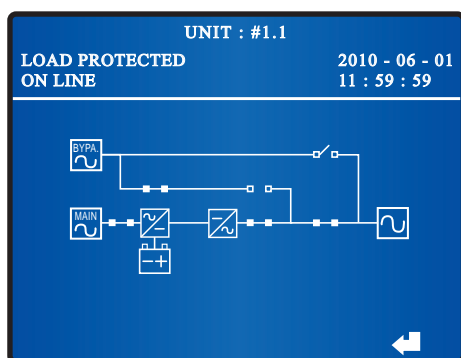 UNIT : #1.1
LOAD PROTECTED
2010 - 06 - 01
ON LINE
11 : 59 : 59
BYPA.
MAIN